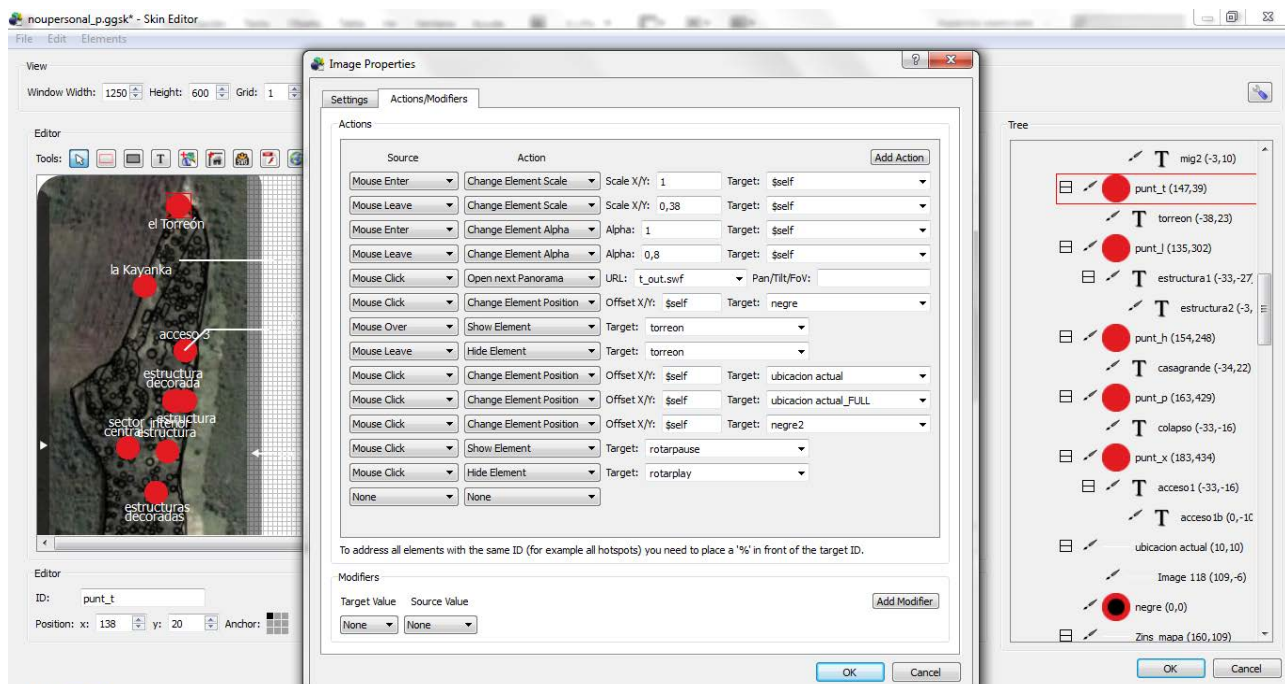 noupersonal_p.ggsk* - Skin Editor
File Edit Elements
View
Window Width: 1250 Height: 600 Grid: 1
Editor
Tools: T
el Torreón
la Kayanka
acceso 3
estructura
decorada
estructura
sector interior
central estructura
estructuras
decoradas
Editor
ID: punt_t
Position: x: 138 y: 20 Anchor:
Image Properties
Settings Actions/Modifiers
Actions
Source Action Add Action
Mouse Enter Change Element Scale Scale X/Y: 1 Target: $self
Mouse Leave Change Element Scale Scale X/Y: 0,38 Target: $self
Mouse Enter Change Element Alpha Alpha: 1 Target: $self
Mouse Leave Change Element Alpha Alpha: 0,8 Target: $self
Mouse Click Open next Panorama URL: t_out.swf Pan/Tilt/FoV:
Mouse Click Change Element Position Offset X/Y: $self Target: negre
Mouse Over Show Element Target: torreon
Mouse Leave Hide Element Target: torreon
Mouse Click Change Element Position Offset X/Y: $self Target: ubicacion actual
Mouse Click Change Element Position Offset X/Y: $self Target: ubicacion actual_FULL
Mouse Click Change Element Position Offset X/Y: $self Target: negre2
Mouse Click Show Element Target: rotarpause
Mouse Click Hide Element Target: rotarplay
None None
To address all elements with the same ID (for example all hotspots) you need to place a '%' in front of the target ID.
Modifiers
Target Value Source Value Add Modifier
None None
OK Cancel
Tree
T mig2 (-3,10)
punt_t (147,39)
T torreon (-38,23)
punt_l (135,302)
T estructura1 (-33,-27)
T estructura2 (-3,
punt_h (154,248)
T casagrande (-34,22)
punt_p (163,429)
T colapso (-33,-16)
punt_x (183,434)
T acceso1 (-33,-16)
T acceso1b (0,-10
ubicacion actual (10,10)
Image 118 (109,-6)
negre (0,0)
Zins_mapa (160,109)
OK Cancel